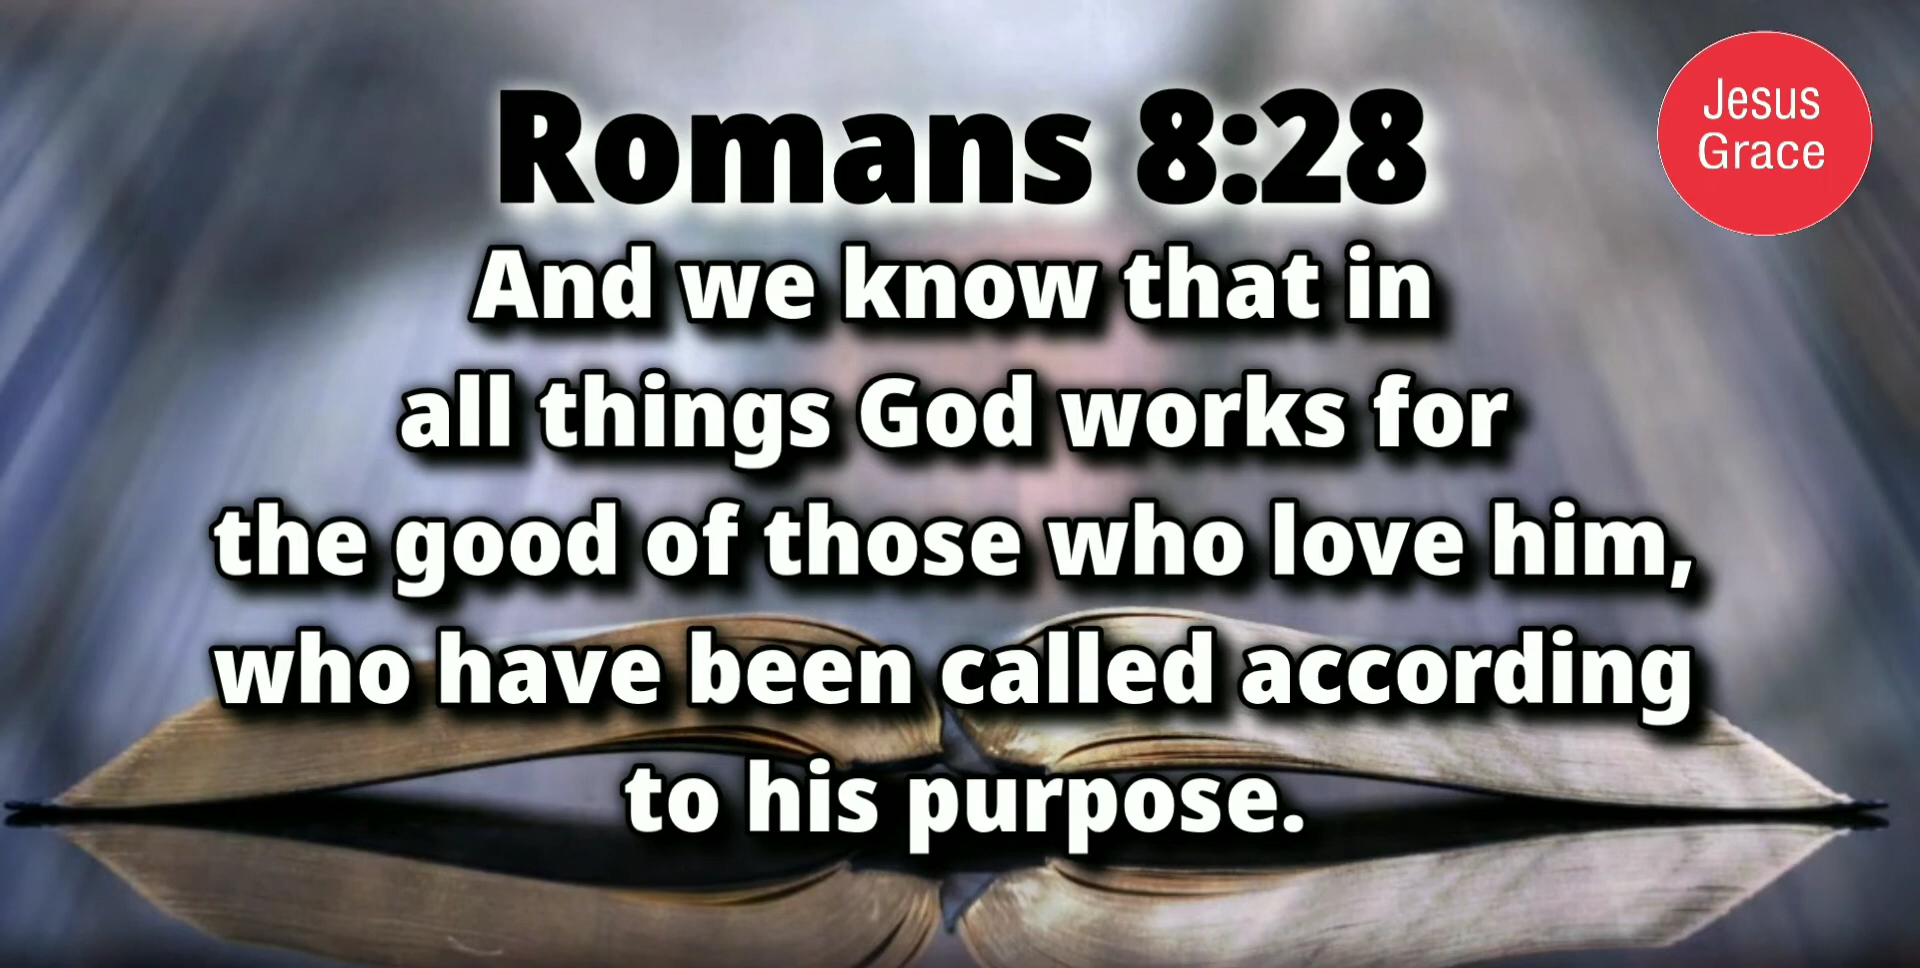 Jesus
Grace
Romans 8:28
And we know that in
all things God works for
the good of those who love him,
who have been called according
to his purpose.